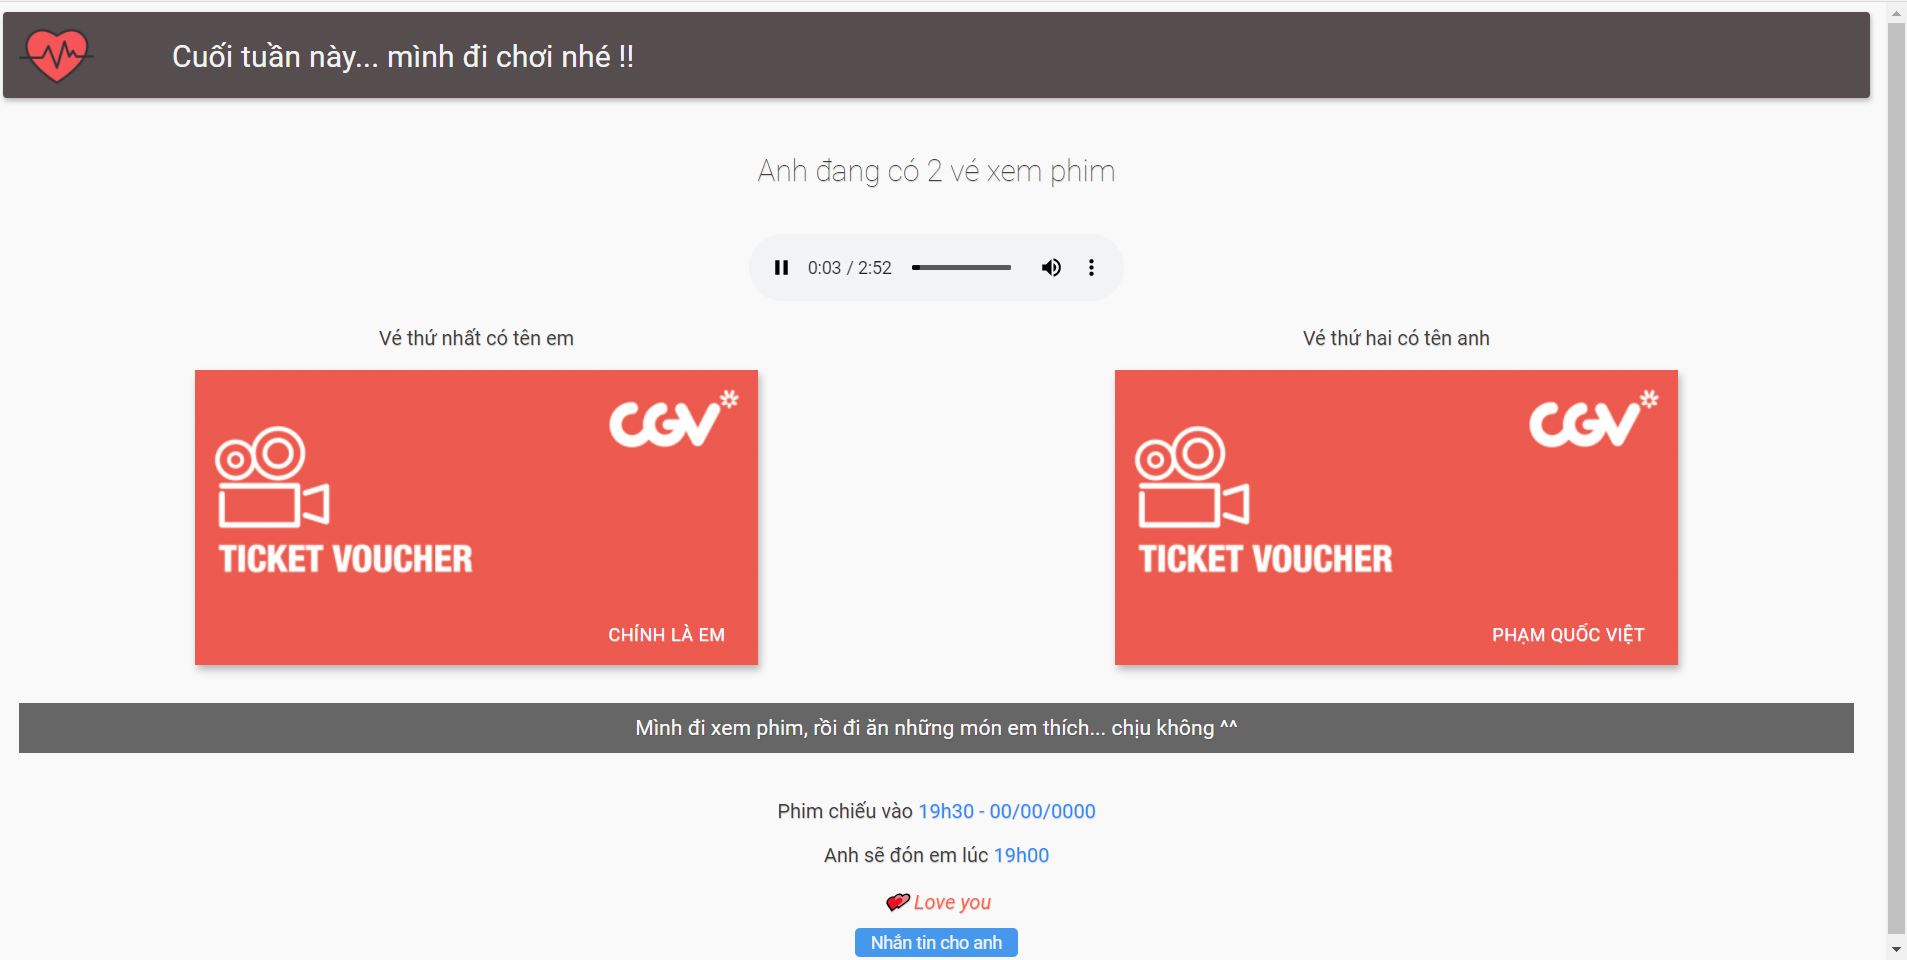 Cuối tuần này... mình đi chơi nhé !!
Anh đang có 2 vé xem phim
0:03 / 2:52
Vé thứ nhất có tên em
Vé thứ hai có tên anh
CGV
TICKET VOUCHER
CHÍNH LÀ EM
CGV
TICKET VOUCHER
PHẠM QUỐC VIỆT
Mình đi xem phim, rồi đi ăn những món em thích... chịu không ^^
Phim chiếu vào 19h30 - 00/00/0000
Anh sẽ đón em lúc 19h00
Love you
Nhắn tin cho anh